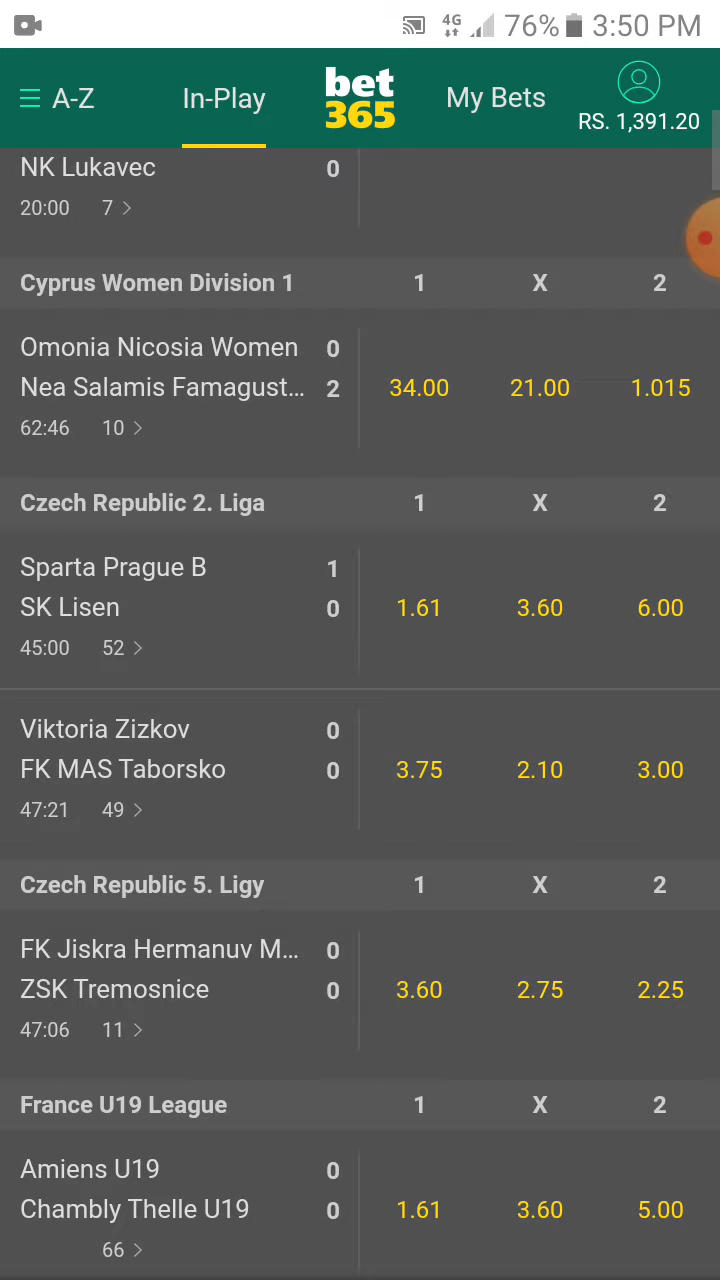 4G 76% 3:50 PM
A-Z In-Play bet365 My Bets RS. 1,391.20
NK Lukavec 0
20:00 7 >
Cyprus Women Division 1 1 X 2
Omonia Nicosia Women 0
Nea Salamis Famagust... 2 34.00 21.00 1.015
62:46 10 >
Czech Republic 2. Liga 1 X 2
Sparta Prague B 1
SK Lisen 0 1.61 3.60 6.00
45:00 52 >
Viktoria Zizkov 0
FK MAS Taborsko 0 3.75 2.10 3.00
47:21 49 >
Czech Republic 5. Ligy 1 X 2
FK Jiskra Hermanuv M... 0
ZSK Tremosnice 0 3.60 2.75 2.25
47:06 11 >
France U19 League 1 X 2
Amiens U19 0
Chambly Thelle U19 0 1.61 3.60 5.00
66 >